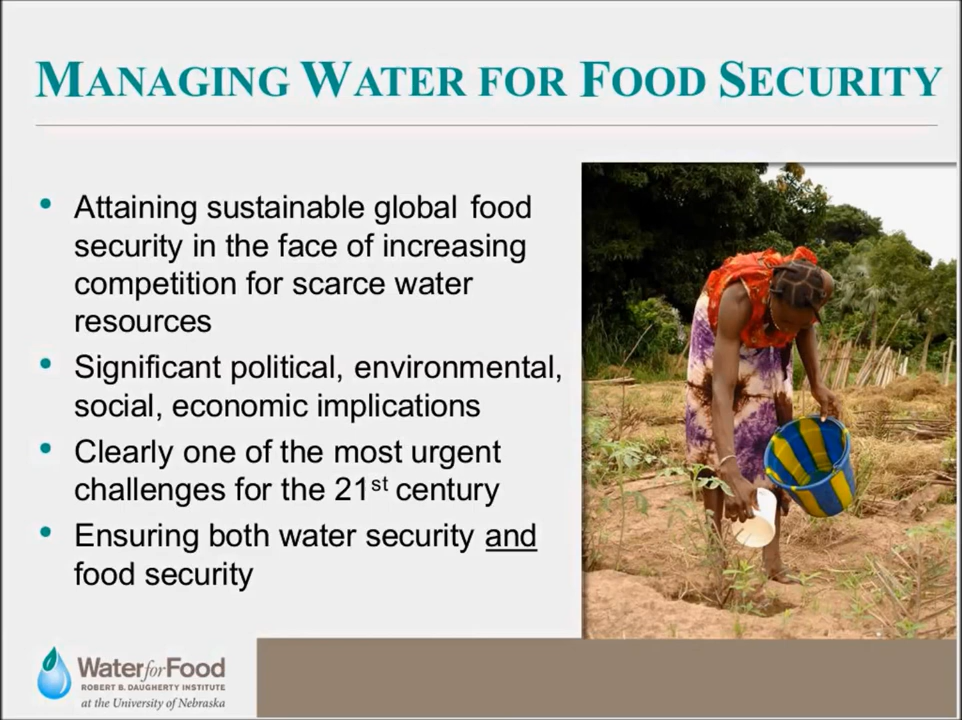 MANAGING WATER FOR FOOD SECURITY
• Attaining sustainable global food
security in the face of increasing
competition for scarce water
resources
• Significant political, environmental,
social, economic implications
• Clearly one of the most urgent
challenges for the 21st century
• Ensuring both water security and
food security
Water for Food
ROBERT B. DAUGHERTY INSTITUTE
at the University of Nebraska